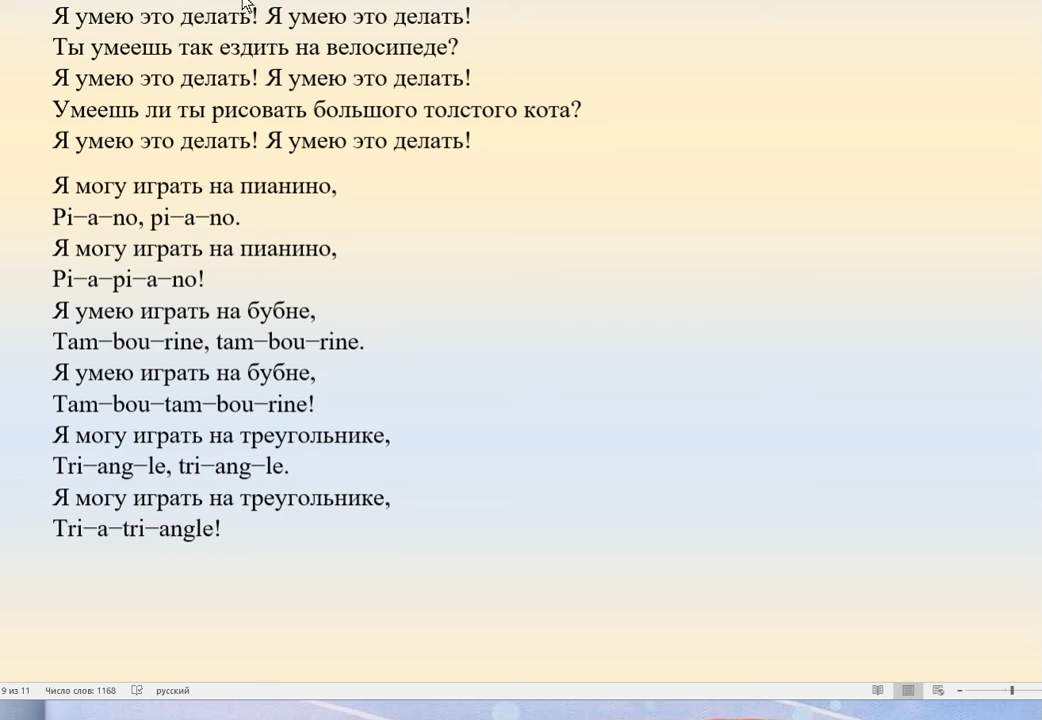 Я умею это делать! Я умею это делать!
Ты умеешь так ездить на велосипеде?
Я умею это делать! Я умею это делать!
Умеешь ли ты рисовать большого толстого кота?
Я умею это делать! Я умею это делать!
Я могу играть на пианино,
Pi−a−no, pi−a−no.
Я могу играть на пианино,
Pi−a−pi−a−no!
Я умею играть на бубне,
Tam−bou−rine, tam−bou−rine.
Я умею играть на бубне,
Tam−bou−tam−bou−rine!
Я могу играть на треугольнике,
Tri−ang−le, tri−ang−le.
Я могу играть на треугольнике,
Tri−a−tri−angle!
9 из 11 Число слов: 1168 русский